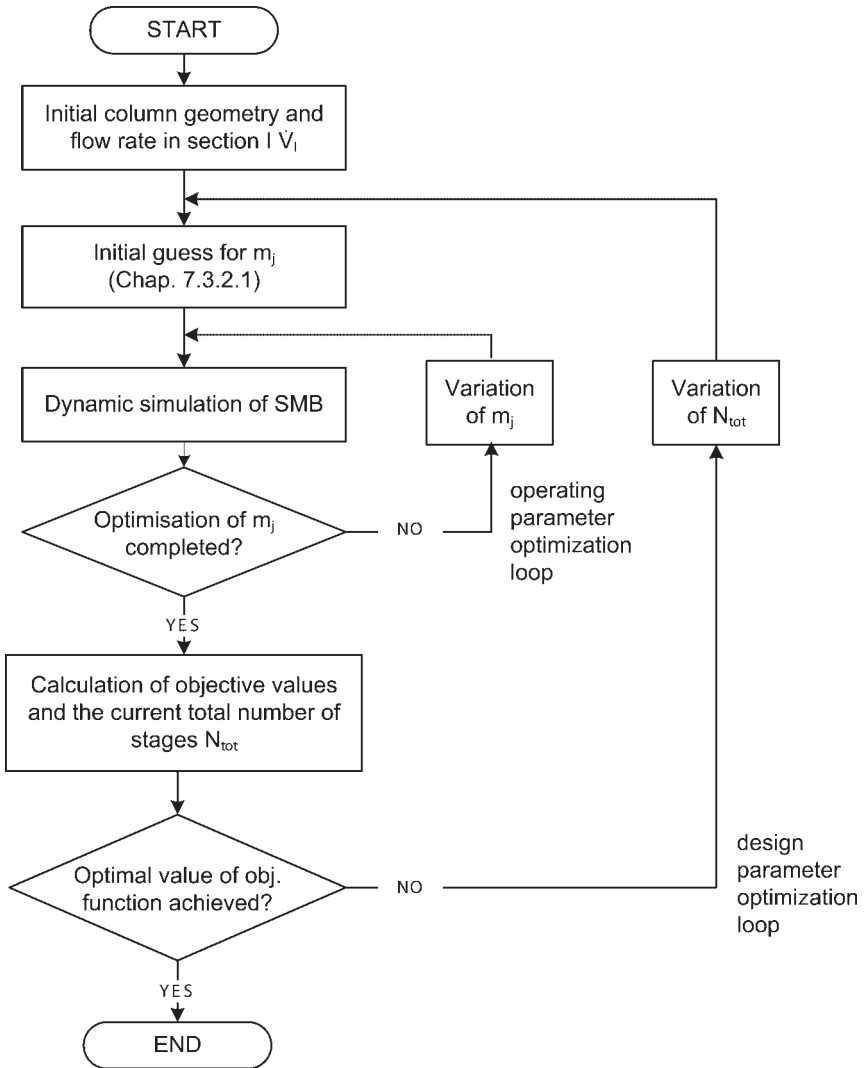 START
Initial column geometry and
flow rate in section I V̇ₗ
Initial guess for mⱼ
(Chap. 7.3.2.1)
Dynamic simulation of SMB
Variation
of mⱼ
Variation
of Nₜₒₜ
Optimisation of mⱼ
completed?
NO
operating
parameter
optimization
loop
YES
Calculation of objective values
and the current total number of
stages Nₜₒₜ
Optimal value of obj.
function achieved?
NO
design
parameter
optimization
loop
YES
END